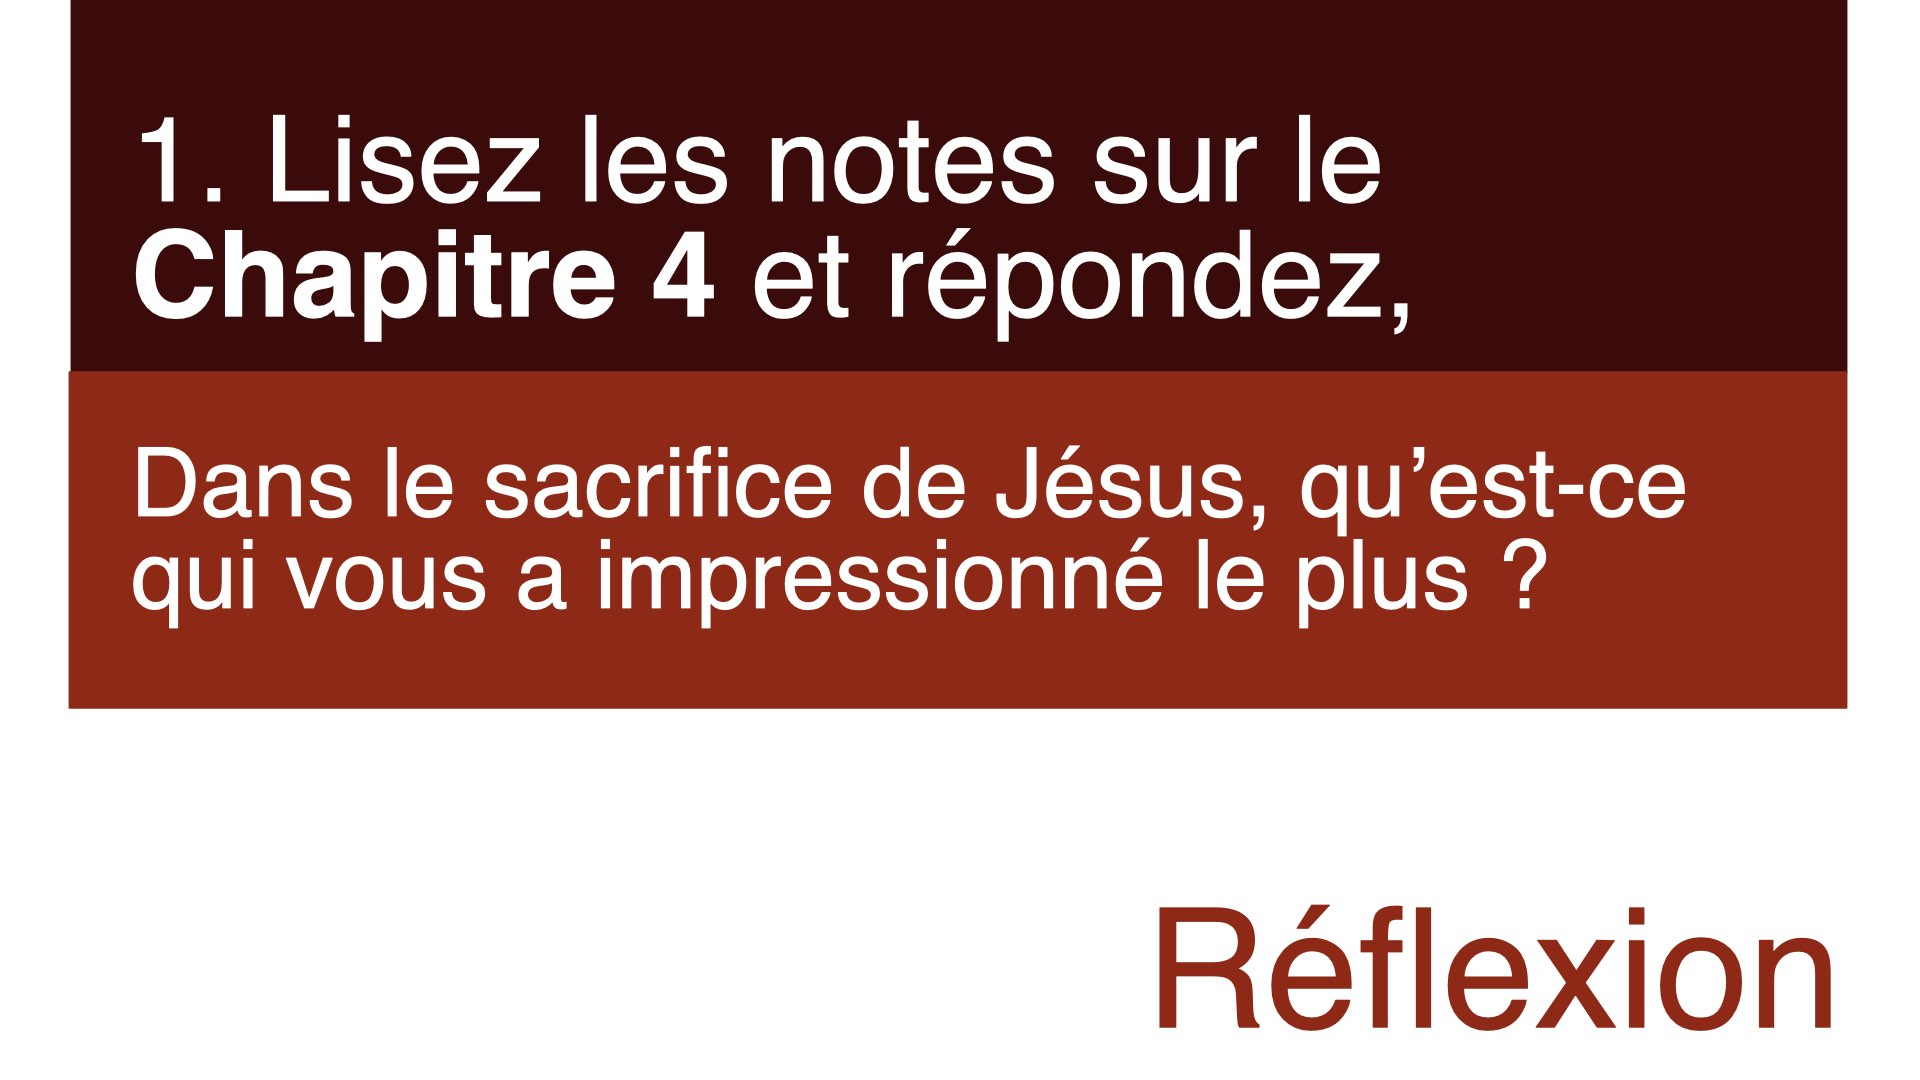 1. Lisez les notes sur le
Chapitre 4 et répondez,
Dans le sacrifice de Jésus, qu’est-ce
qui vous a impressionné le plus ?
Réflexion